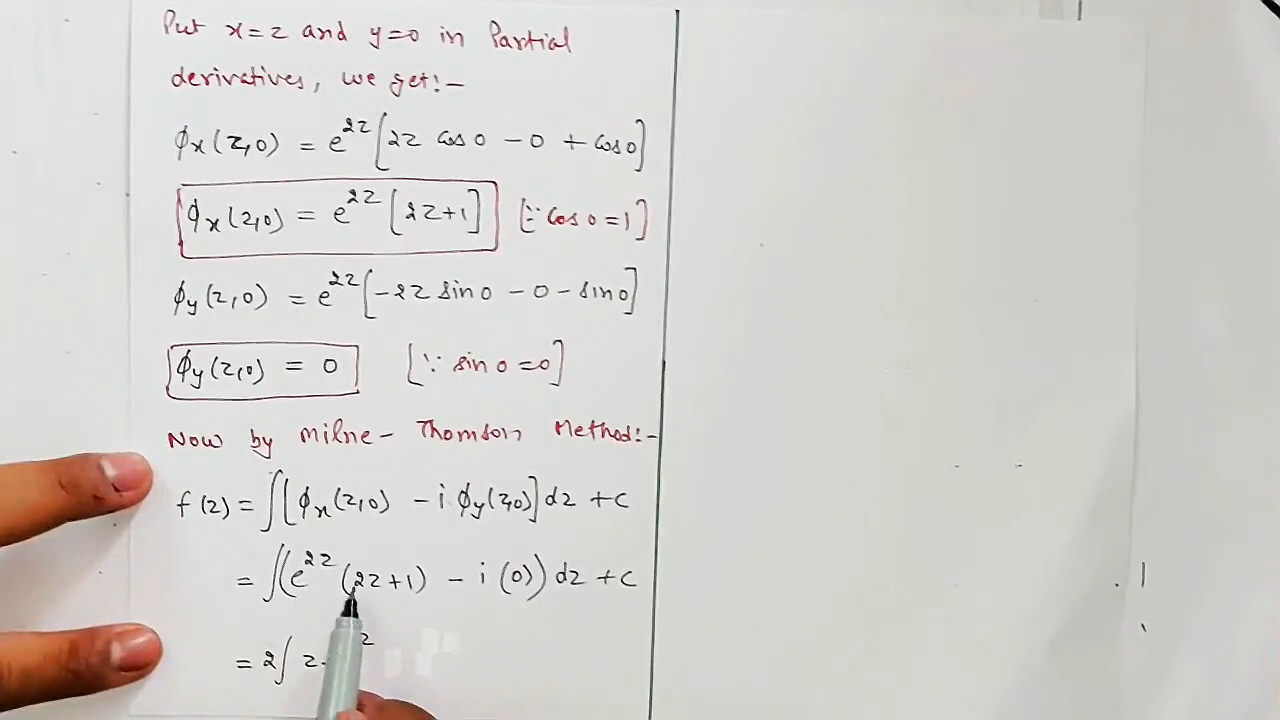 Put x=z and y=0 in Partial
derivatives, we get:-
ϕx(z,0) = e^2z [2z cos 0 - 0 + cos 0]
ϕx(z,0) = e^2z [2z+1] [∵ cos 0 = 1]
ϕy(z,0) = e^2z [-2z sin 0 - 0 - sin 0]
ϕy(z,0) = 0 [∵ sin 0 = 0]
Now by Milne-Thomson Method:-
f(z) = ∫[ϕx(z,0) - i ϕy(z,0)] dz + c
= ∫(e^2z (2z+1) - i (0)) dz + c
= 2∫ z.